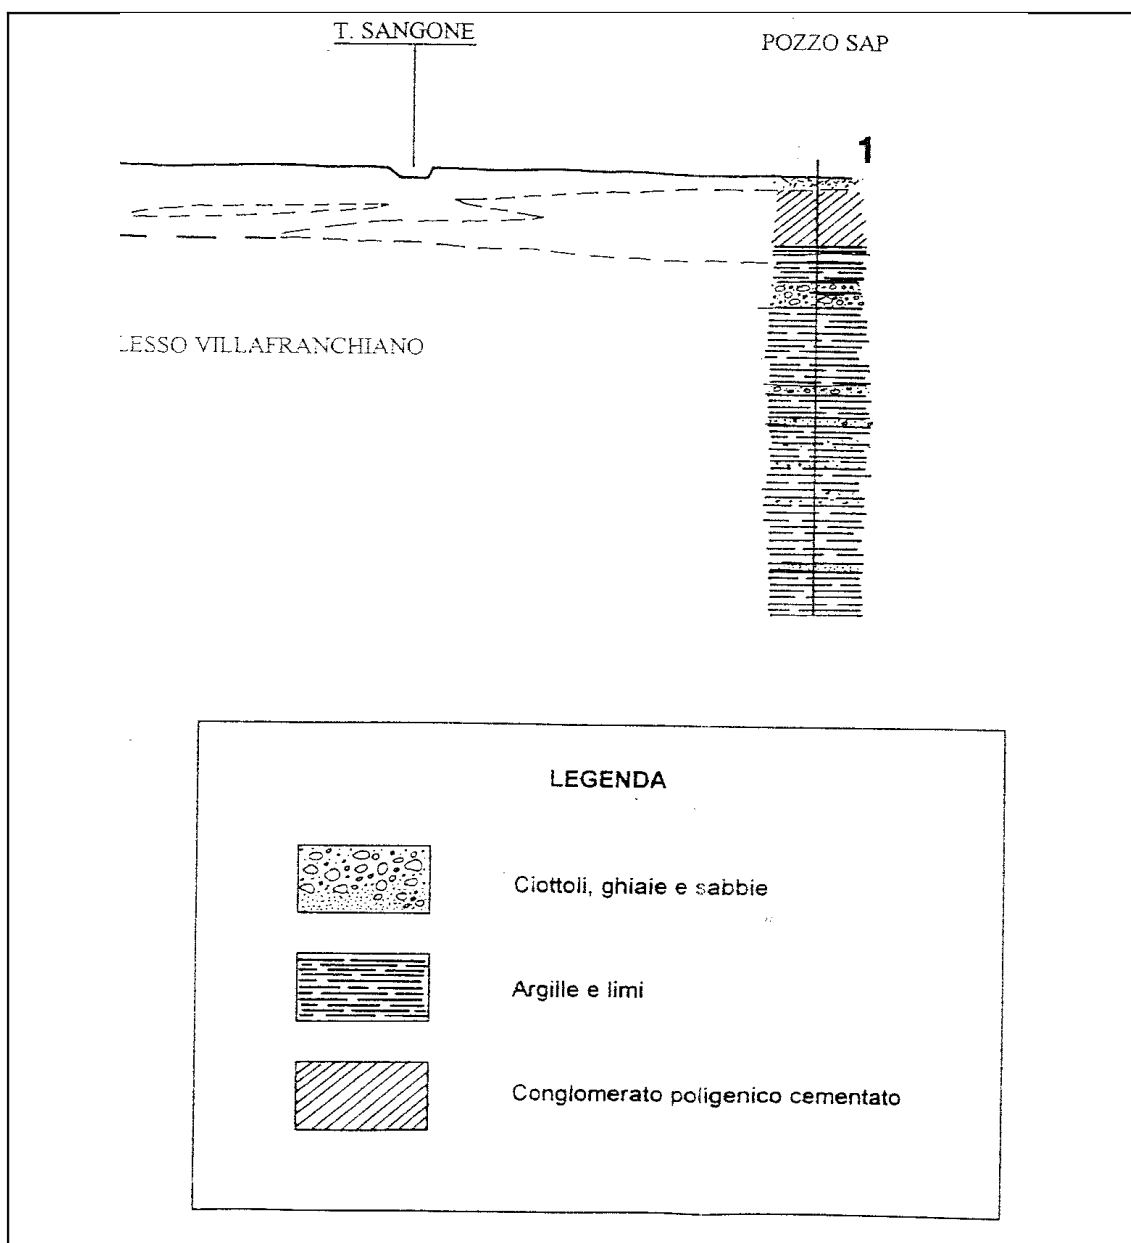 T. SANGONE
POZZO SAP
1
LESSO VILLAFRANCHIANO
LEGENDA
Ciottoli, ghiaie e sabbie
Argille e limi
Conglomerato poligenico cementato